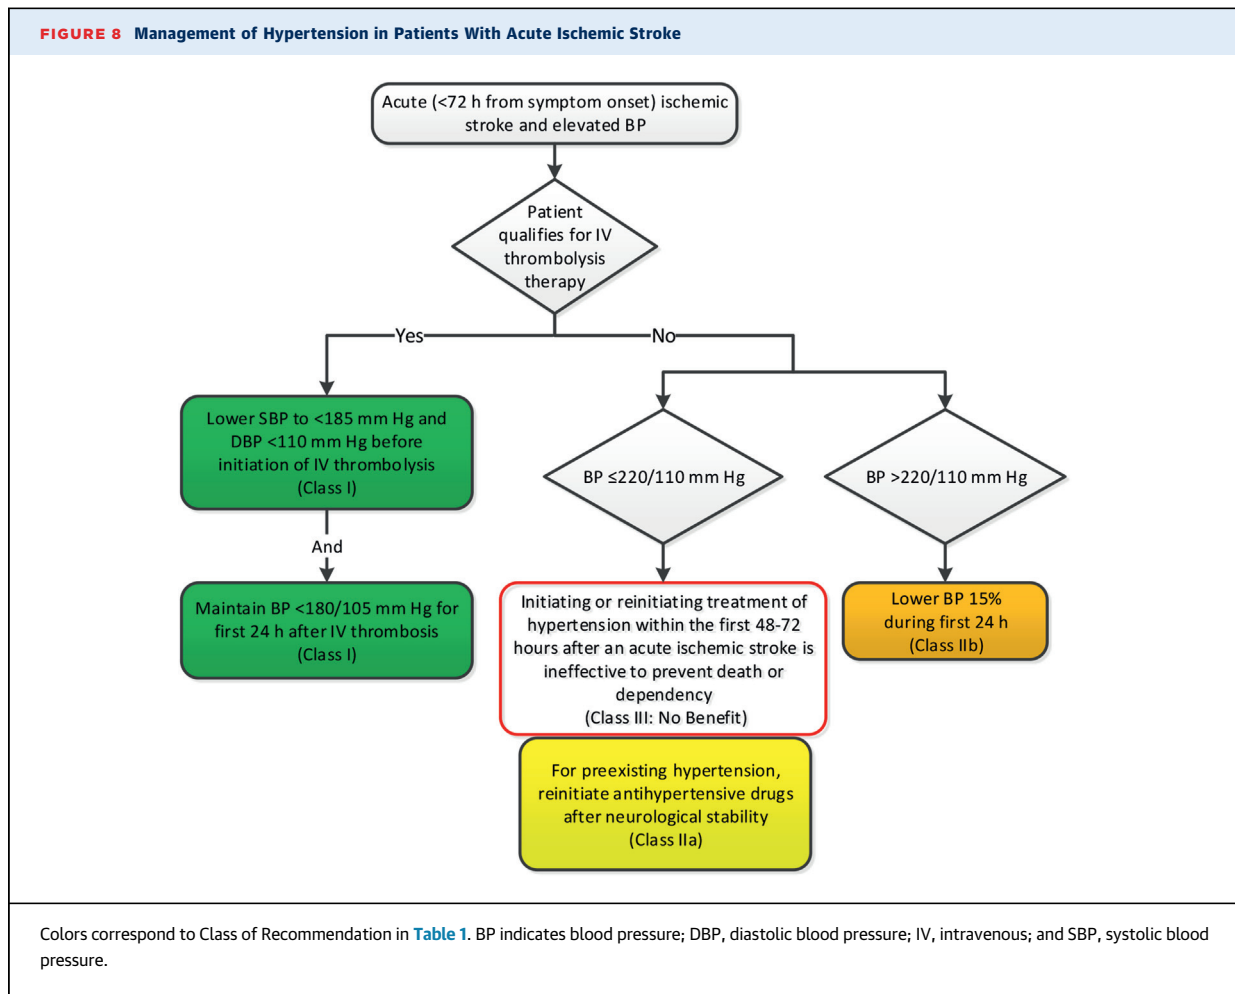 FIGURE 8 Management of Hypertension in Patients With Acute Ischemic Stroke
Acute (<72 h from symptom onset) ischemic
stroke and elevated BP
Patient
qualifies for IV
thrombolysis
therapy
Yes
No
Lower SBP to <185 mm Hg and
DBP <110 mm Hg before
initiation of IV thrombolysis
(Class I)
And
Maintain BP <180/105 mm Hg for
first 24 h after IV thrombosis
(Class I)
BP ≤220/110 mm Hg
BP >220/110 mm Hg
Initiating or reinitiating treatment of
hypertension within the first 48-72
hours after an acute ischemic stroke is
ineffective to prevent death or
dependency
(Class III: No Benefit)
Lower BP 15%
during first 24 h
(Class IIb)
For preexisting hypertension,
reinitiate antihypertensive drugs
after neurological stability
(Class IIa)
Colors correspond to Class of Recommendation in Table 1. BP indicates blood pressure; DBP, diastolic blood pressure; IV, intravenous; and SBP, systolic blood
pressure.